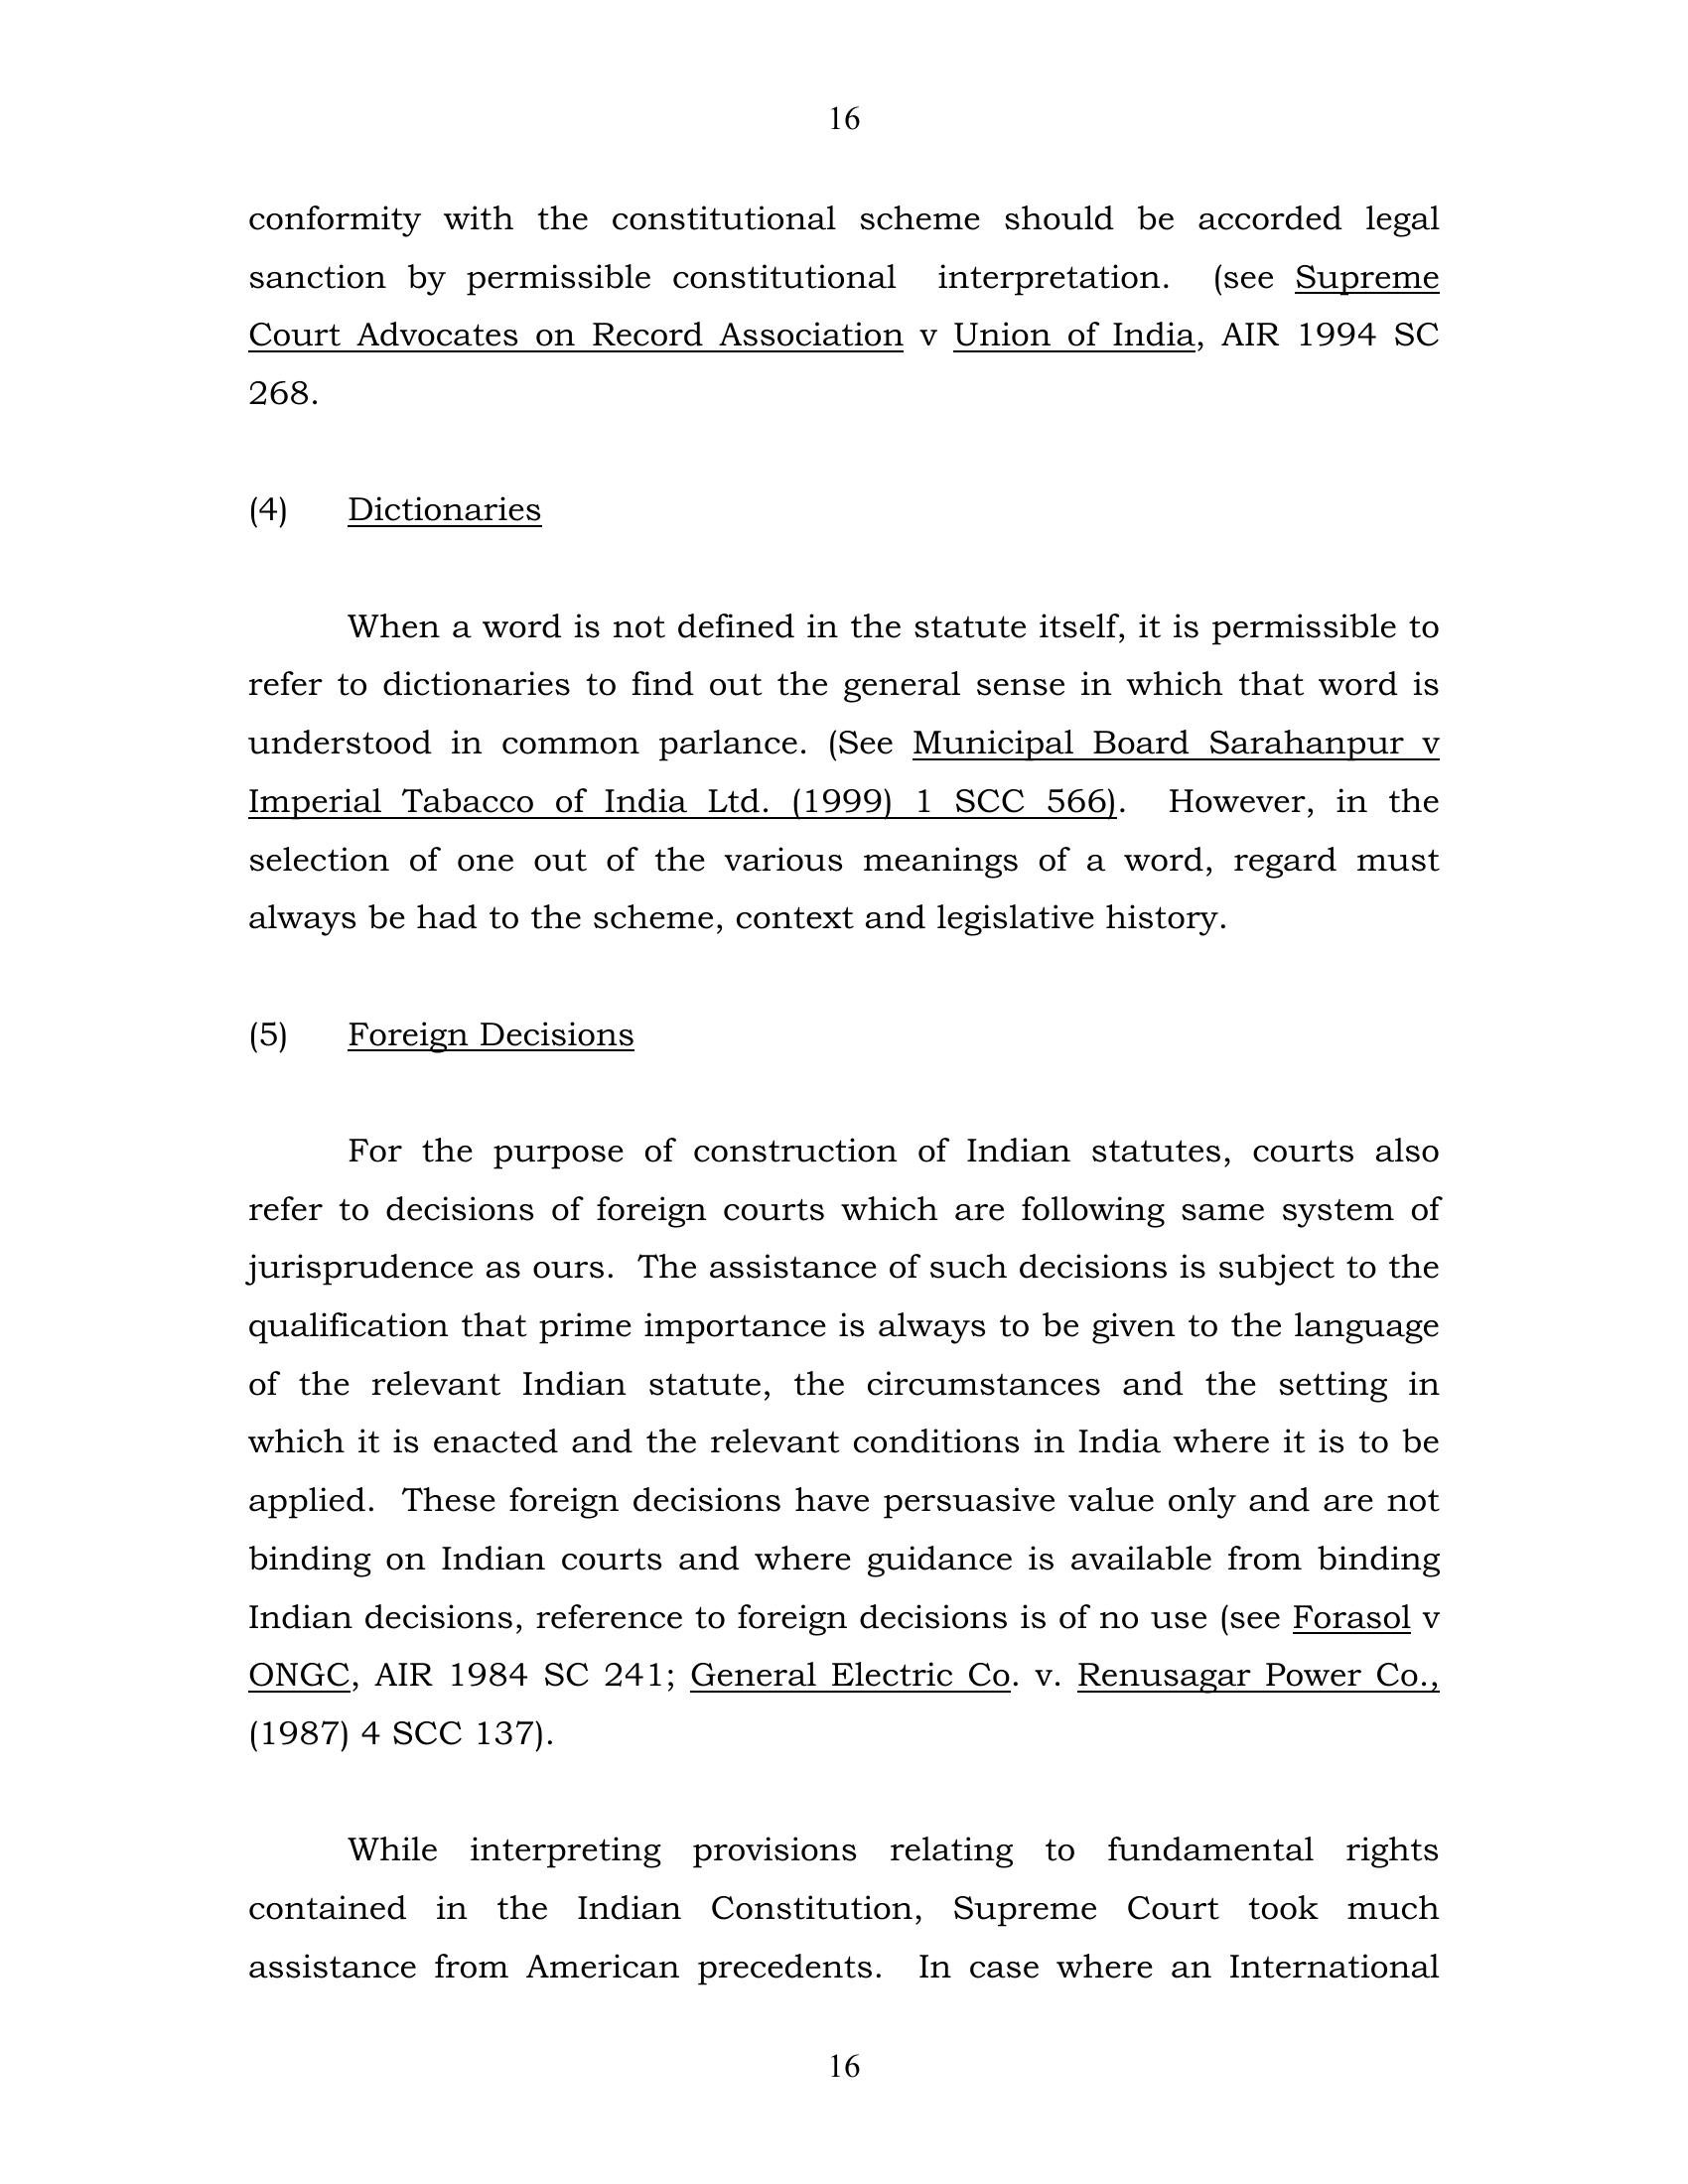 16
conformity with the constitutional scheme should be accorded legal
sanction by permissible constitutional interpretation. (see Supreme
Court Advocates on Record Association v Union of India, AIR 1994 SC
268.
(4) Dictionaries
When a word is not defined in the statute itself, it is permissible to
refer to dictionaries to find out the general sense in which that word is
understood in common parlance. (See Municipal Board Sarahanpur v
Imperial Tabacco of India Ltd. (1999) 1 SCC 566). However, in the
selection of one out of the various meanings of a word, regard must
always be had to the scheme, context and legislative history.
(5) Foreign Decisions
For the purpose of construction of Indian statutes, courts also
refer to decisions of foreign courts which are following same system of
jurisprudence as ours. The assistance of such decisions is subject to the
qualification that prime importance is always to be given to the language
of the relevant Indian statute, the circumstances and the setting in
which it is enacted and the relevant conditions in India where it is to be
applied. These foreign decisions have persuasive value only and are not
binding on Indian courts and where guidance is available from binding
Indian decisions, reference to foreign decisions is of no use (see Forasol v
ONGC, AIR 1984 SC 241; General Electric Co. v. Renusagar Power Co.,
(1987) 4 SCC 137).
While interpreting provisions relating to fundamental rights
contained in the Indian Constitution, Supreme Court took much
assistance from American precedents. In case where an International
16